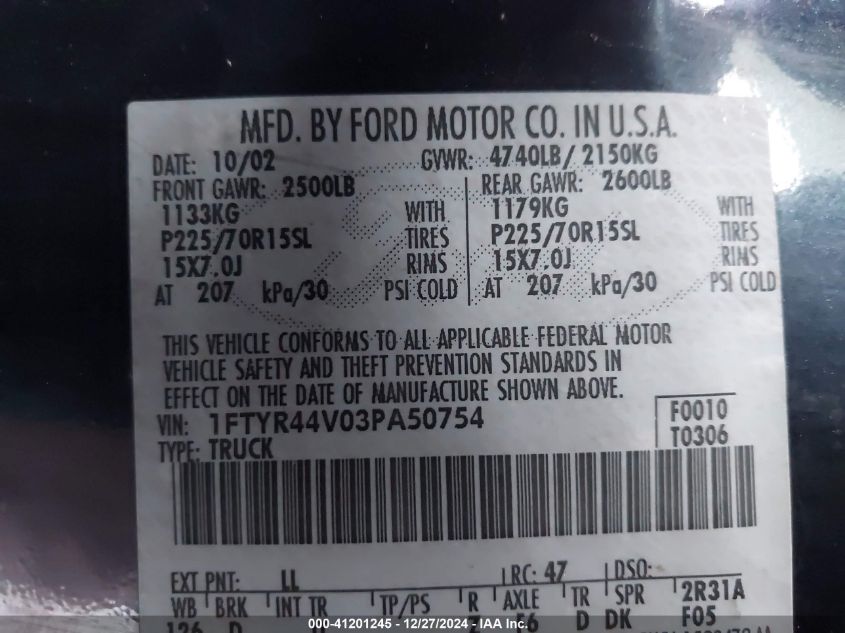 MFD. BY FORD MOTOR CO. IN U.S.A.
DATE: 10/02 GVWR: 4740LB/ 2150KG
FRONT GAWR: 2500LB REAR GAWR: 2600LB
1133KG WITH 1179KG WITH
P225/70R15SL TIRES P225/70R15SL TIRES
15X7.0J RIMS 15X7.0J RIMS
AT 207 kPa/30 PSI COLD AT 207 kPa/30 PSI COLD
THIS VEHICLE CONFORMS TO ALL APPLICABLE FEDERAL MOTOR
VEHICLE SAFETY AND THEFT PREVENTION STANDARDS IN
EFFECT ON THE DATE OF MANUFACTURE SHOWN ABOVE.
VIN: 1FTYR44V03PA50754 F0010
TYPE: TRUCK T0306
EXT PNT: LL RC: 47 DSO:
WB BRK INT TR TP/PS R AXLE TR SPR 2R31A
126 D D DK F05
000-41201245 - 12/27/2024 - IAAI.COM